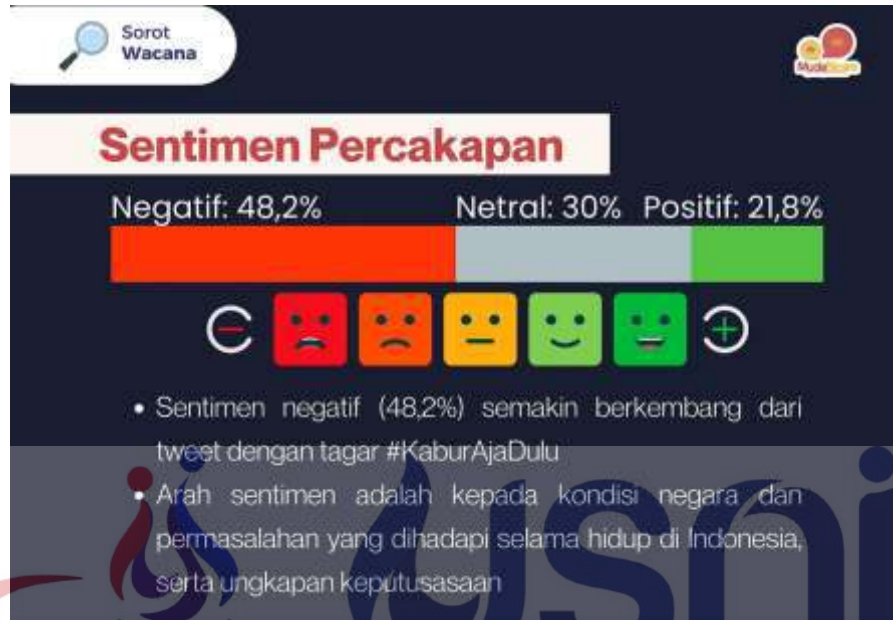 Sorot
Wacana
MudaBicara
Sentimen Percakapan
Negatif: 48,2% Netral: 30% Positif: 21,8%
• Sentimen negatif (48,2%) semakin berkembang dari
tweet dengan tagar #KaburAjaDulu
• Arah sentimen adalah kepada kondisi negara dan
permasalahan yang dihadapi selama hidup di Indonesia,
serta ungkapan keputusasaan
usni